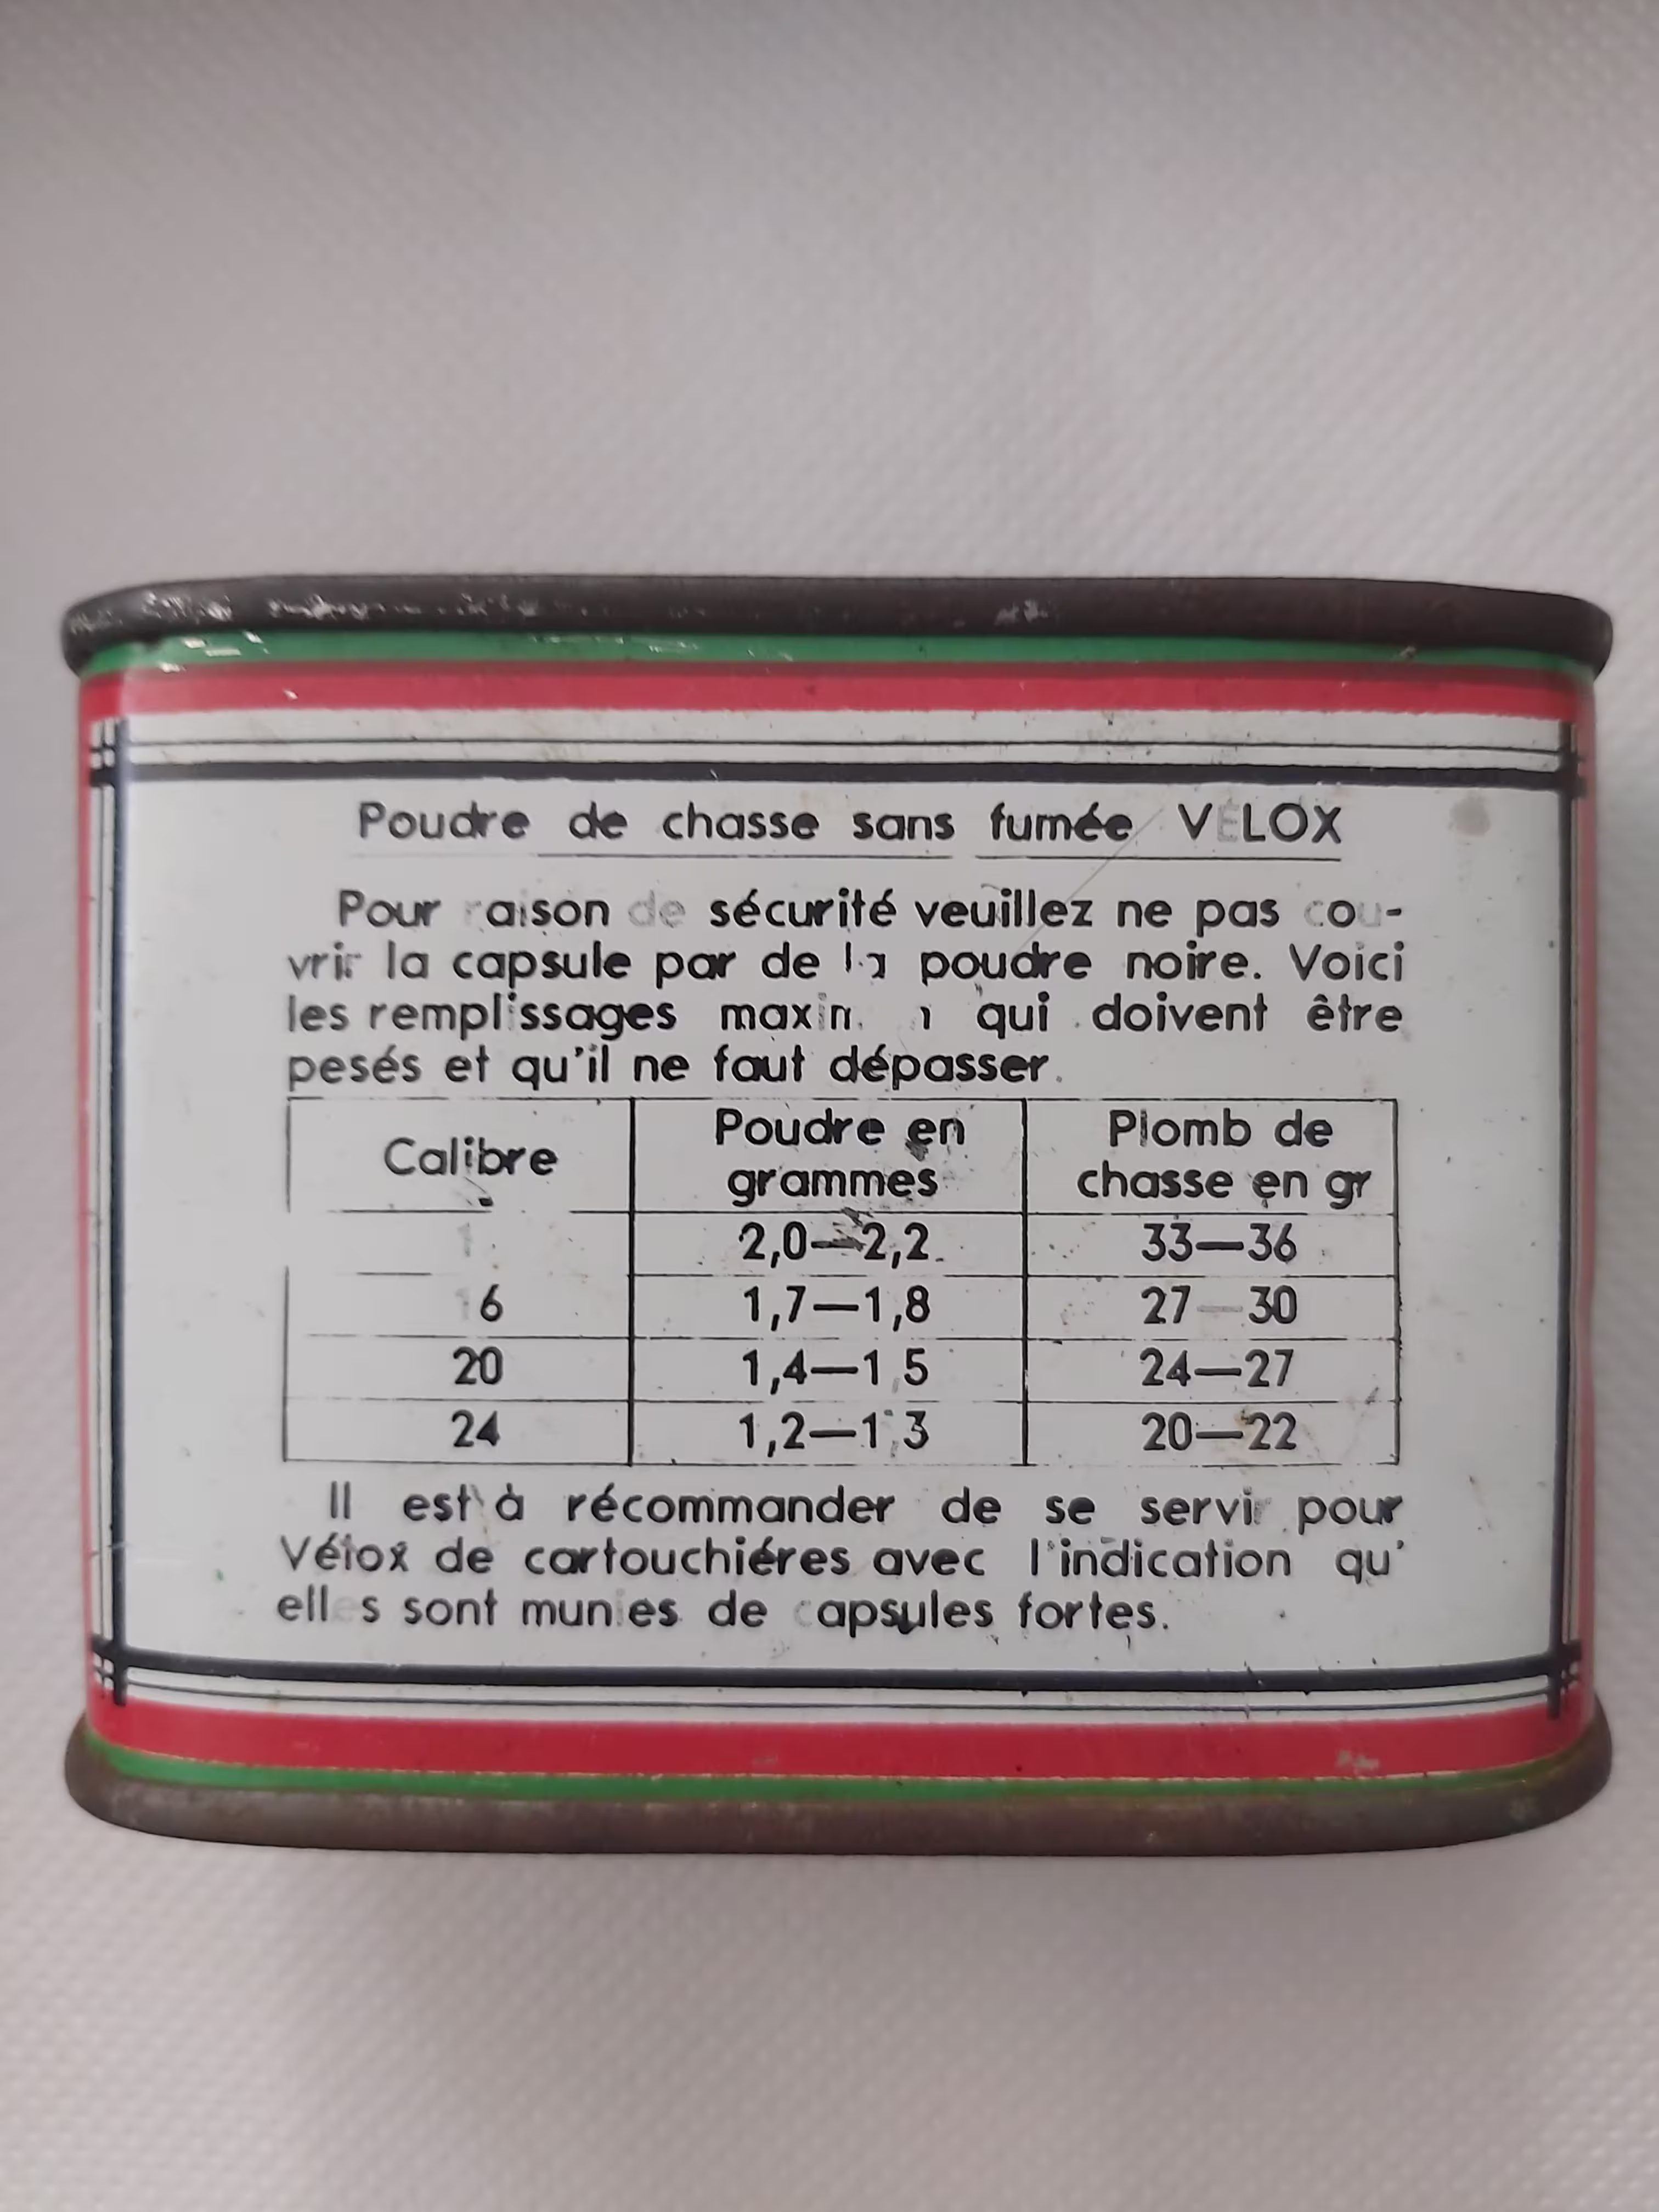 Poudre de chasse sans fumée VÉLOX
Pour raison de sécurité veuillez ne pas cou-
vrir la capsule par de la poudre noire. Voici
les remplissages qui doivent être
pesés et qu'il ne faut dépasser.
Calibre Poudre en grammes Plomb de chasse en gr
2,0—2,2 33—36
16 1,7—1,8 27—30
20 1,4—1,5 24—27
24 1,2—1,3 20—22
Il est à récommander de se servir pour
Vélox de cartouchiéres avec l'indication qu'
elles sont munies de capsules fortes.